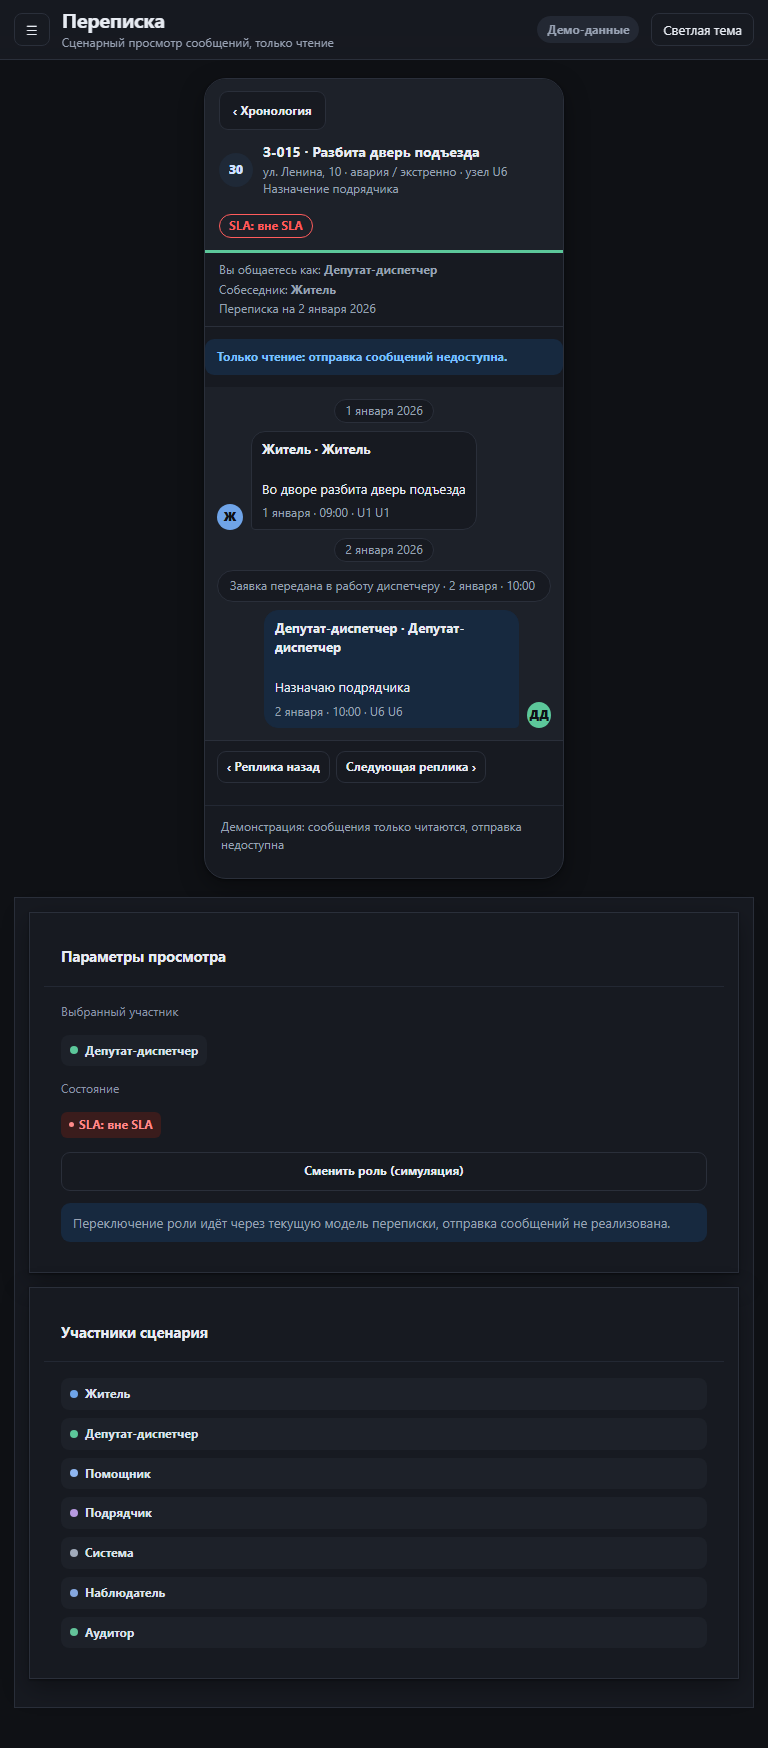 ☰
Переписка
Сценарный просмотр сообщений, только чтение
Демо-данные
Светлая тема
‹ Хронология
ЗО
З-015 · Разбита дверь подъезда
ул. Ленина, 10 · авария / экстренно · узел U6
Назначение подрядчика
SLA: вне SLA
Вы общаетесь как: Депутат-диспетчер
Собеседник: Житель
Переписка на 2 января 2026
Только чтение: отправка сообщений недоступна.
1 января 2026
Житель · Житель
Во дворе разбита дверь подъезда
1 января · 09:00 · U1 U1
Ж
2 января 2026
Заявка передана в работу диспетчеру · 2 января · 10:00
Депутат-диспетчер · Депутат-
диспетчер
Назначаю подрядчика
2 января · 10:00 · U6 U6
ДД
‹ Реплика назад
Следующая реплика ›
Демонстрация: сообщения только читаются, отправка
недоступна
Параметры просмотра
Выбранный участник
Депутат-диспетчер
Состояние
SLA: вне SLA
Сменить роль (симуляция)
Переключение роли идёт через текущую модель переписки, отправка сообщений не реализована.
Участники сценария
Житель
Депутат-диспетчер
Помощник
Подрядчик
Система
Наблюдатель
Аудитор